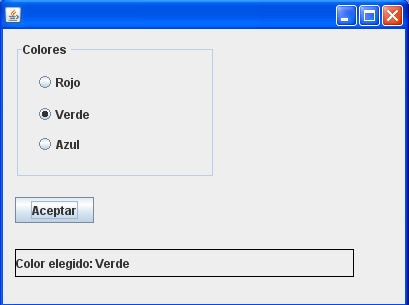 Colores
Rojo
Verde
Azul
Aceptar
Color elegido: Verde